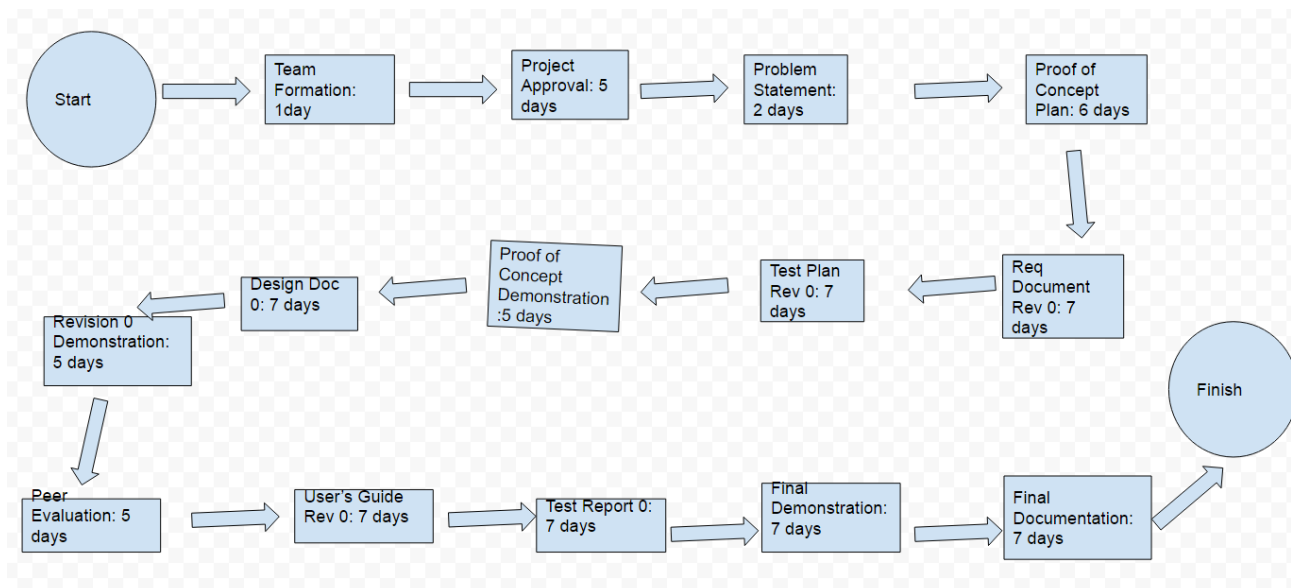 Start
Team
Formation:
1day
Project
Approval: 5
days
Problem
Statement:
2 days
Proof of
Concept
Plan: 6 days
Req
Document
Rev 0: 7
days
Test Plan
Rev 0: 7
days
Proof of
Concept
Demonstration
:5 days
Design Doc
0: 7 days
Revision 0
Demonstration:
5 days
Peer
Evaluation: 5
days
User's Guide
Rev 0: 7 days
Test Report 0:
7 days
Final
Demonstration:
7 days
Final
Documentation:
7 days
Finish